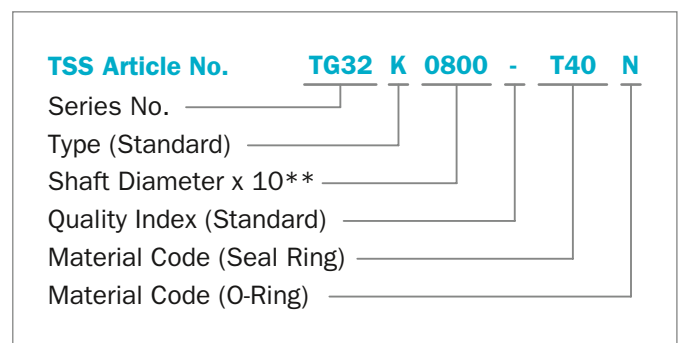 TSS Article No. TG32 K 0800 - T40 N
Series No.
Type (Standard)
Shaft Diameter x 10**
Quality Index (Standard)
Material Code (Seal Ring)
Material Code (O-Ring)